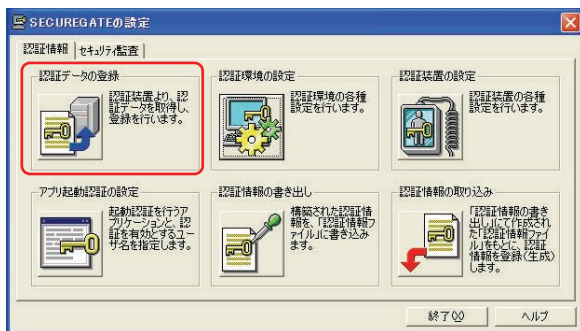 SECUREGATEの設定
認証情報 セキュリティ監査
認証データの登録
認証装置より、認
証データを取得し、
登録を行います。
認証環境の設定
認証環境の各種
設定を行います。
認証装置の設定
認証装置の各種
設定を行います。
アプリ起動認証の設定
起動認証を行うア
プリケーションと、認
証を有効とするユー
ザ名を指定します。
認証情報の書き出し
構築された認証情
報を、「認証情報フ
ァイル」に書き込み
ます。
認証情報の取り込み
「認証情報の書き
出し」にて作成され
た「認証情報ファイ
ル」をもとに、認証
情報を登録(生成)
します。
終了(X) ヘルプ